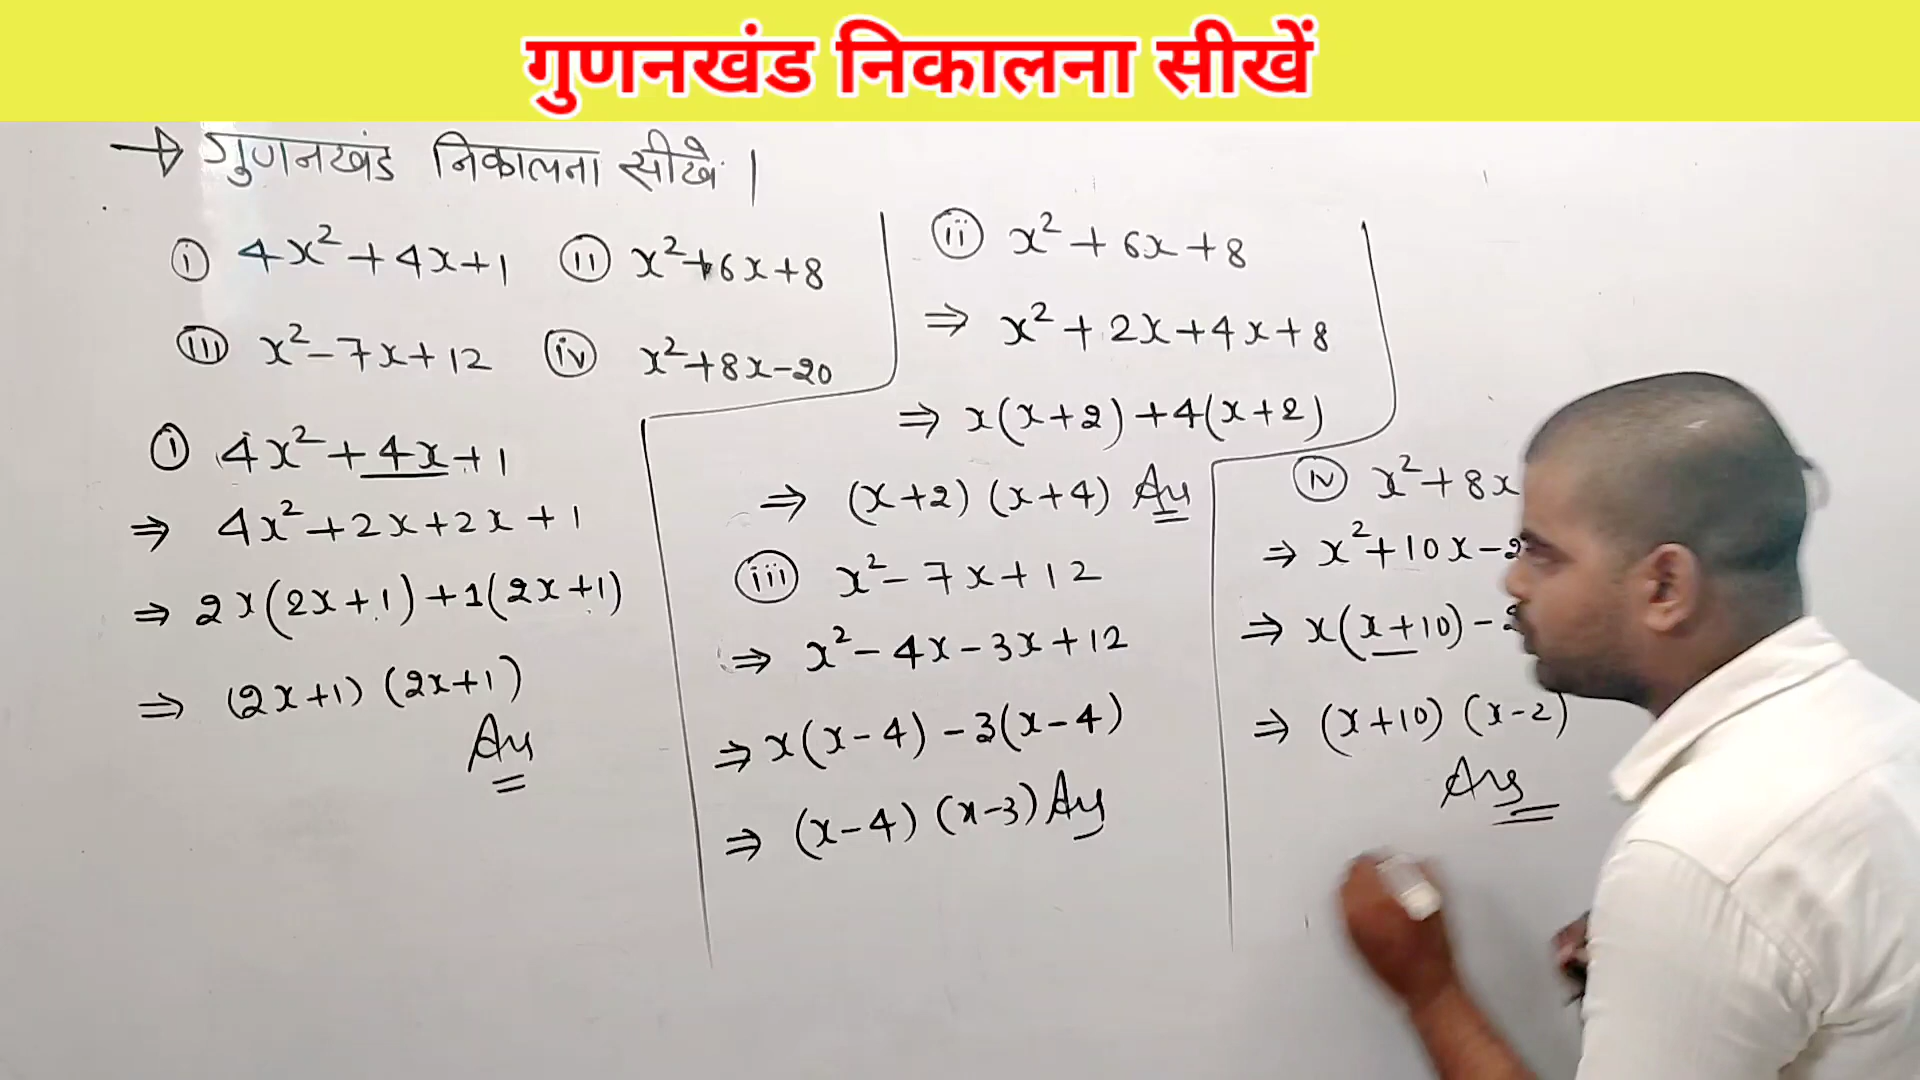 गुणनखंड निकालना सीखें
→ गुणनखंड निकालना सीखें।
(i) 4x²+4x+1 (ii) x²+6x+8
(iii) x²-7x+12 (iv) x²+8x-20
(i) 4x²+4x+1
⇒ 4x²+2x+2x+1
⇒ 2x(2x+1)+1(2x+1)
⇒ (2x+1) (2x+1)
Ans
(ii) x²+6x+8
⇒ x²+2x+4x+8
⇒ x(x+2)+4(x+2)
⇒ (x+2) (x+4) Ans
(iii) x²-7x+12
⇒ x²-4x-3x+12
⇒ x(x-4)-3(x-4)
⇒ (x-4) (x-3) Ans
(iv) x²+8x
⇒ x²+10x-2
⇒ x(x+10)-2
⇒ (x+10) (x-2)
Ans